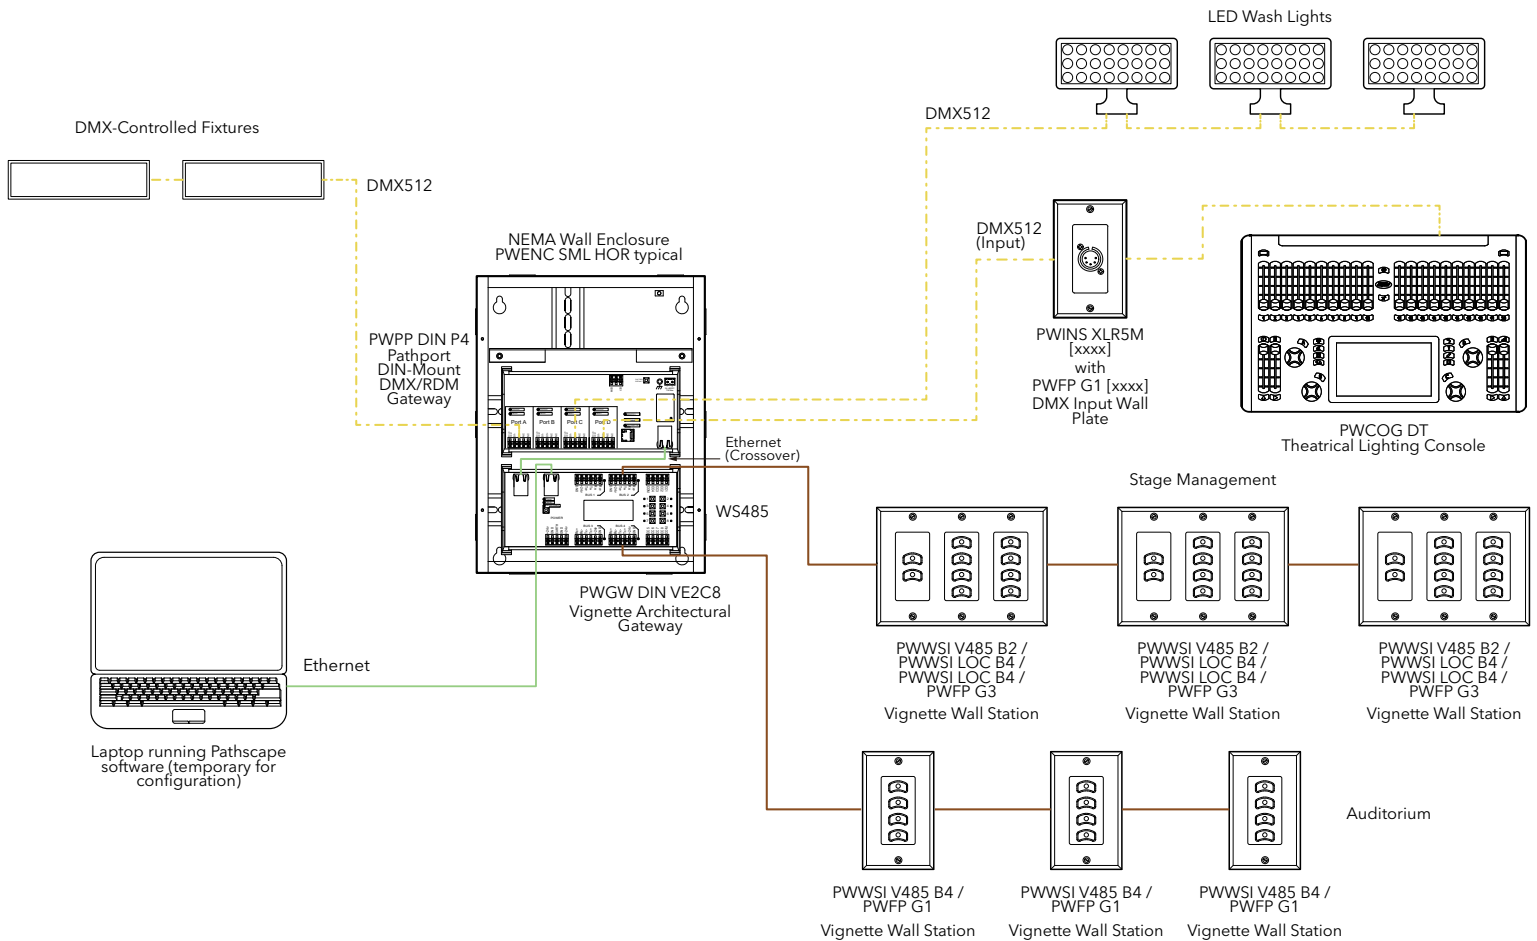 LED Wash Lights
DMX512
DMX-Controlled Fixtures
DMX512
NEMA Wall Enclosure
PWENC SML HOR typical
DMX512
(Input)
PWPP DIN P4
Pathport
DIN-Mount
DMX/RDM
Gateway
PWINS XLR5M
[xxxx]
with
PWFP G1 [xxxx]
DMX Input Wall
Plate
PWCOG DT
Theatrical Lighting Console
Port A
Port B
Port C
Port D
Ethernet
(Crossover)
Stage Management
WS485
PWGW DIN VE2C8
Vignette Architectural
Gateway
Ethernet
PWWSI V485 B2 /
PWWSI LOC B4 /
PWWSI LOC B4 /
PWFP G3
Vignette Wall Station
PWWSI V485 B2 /
PWWSI LOC B4 /
PWWSI LOC B4 /
PWFP G3
Vignette Wall Station
PWWSI V485 B2 /
PWWSI LOC B4 /
PWWSI LOC B4 /
PWFP G3
Vignette Wall Station
Laptop running Pathscape
software (temporary for
configuration)
Auditorium
PWWSI V485 B4 /
PWFP G1
Vignette Wall Station
PWWSI V485 B4 /
PWFP G1
Vignette Wall Station
PWWSI V485 B4 /
PWFP G1
Vignette Wall Station